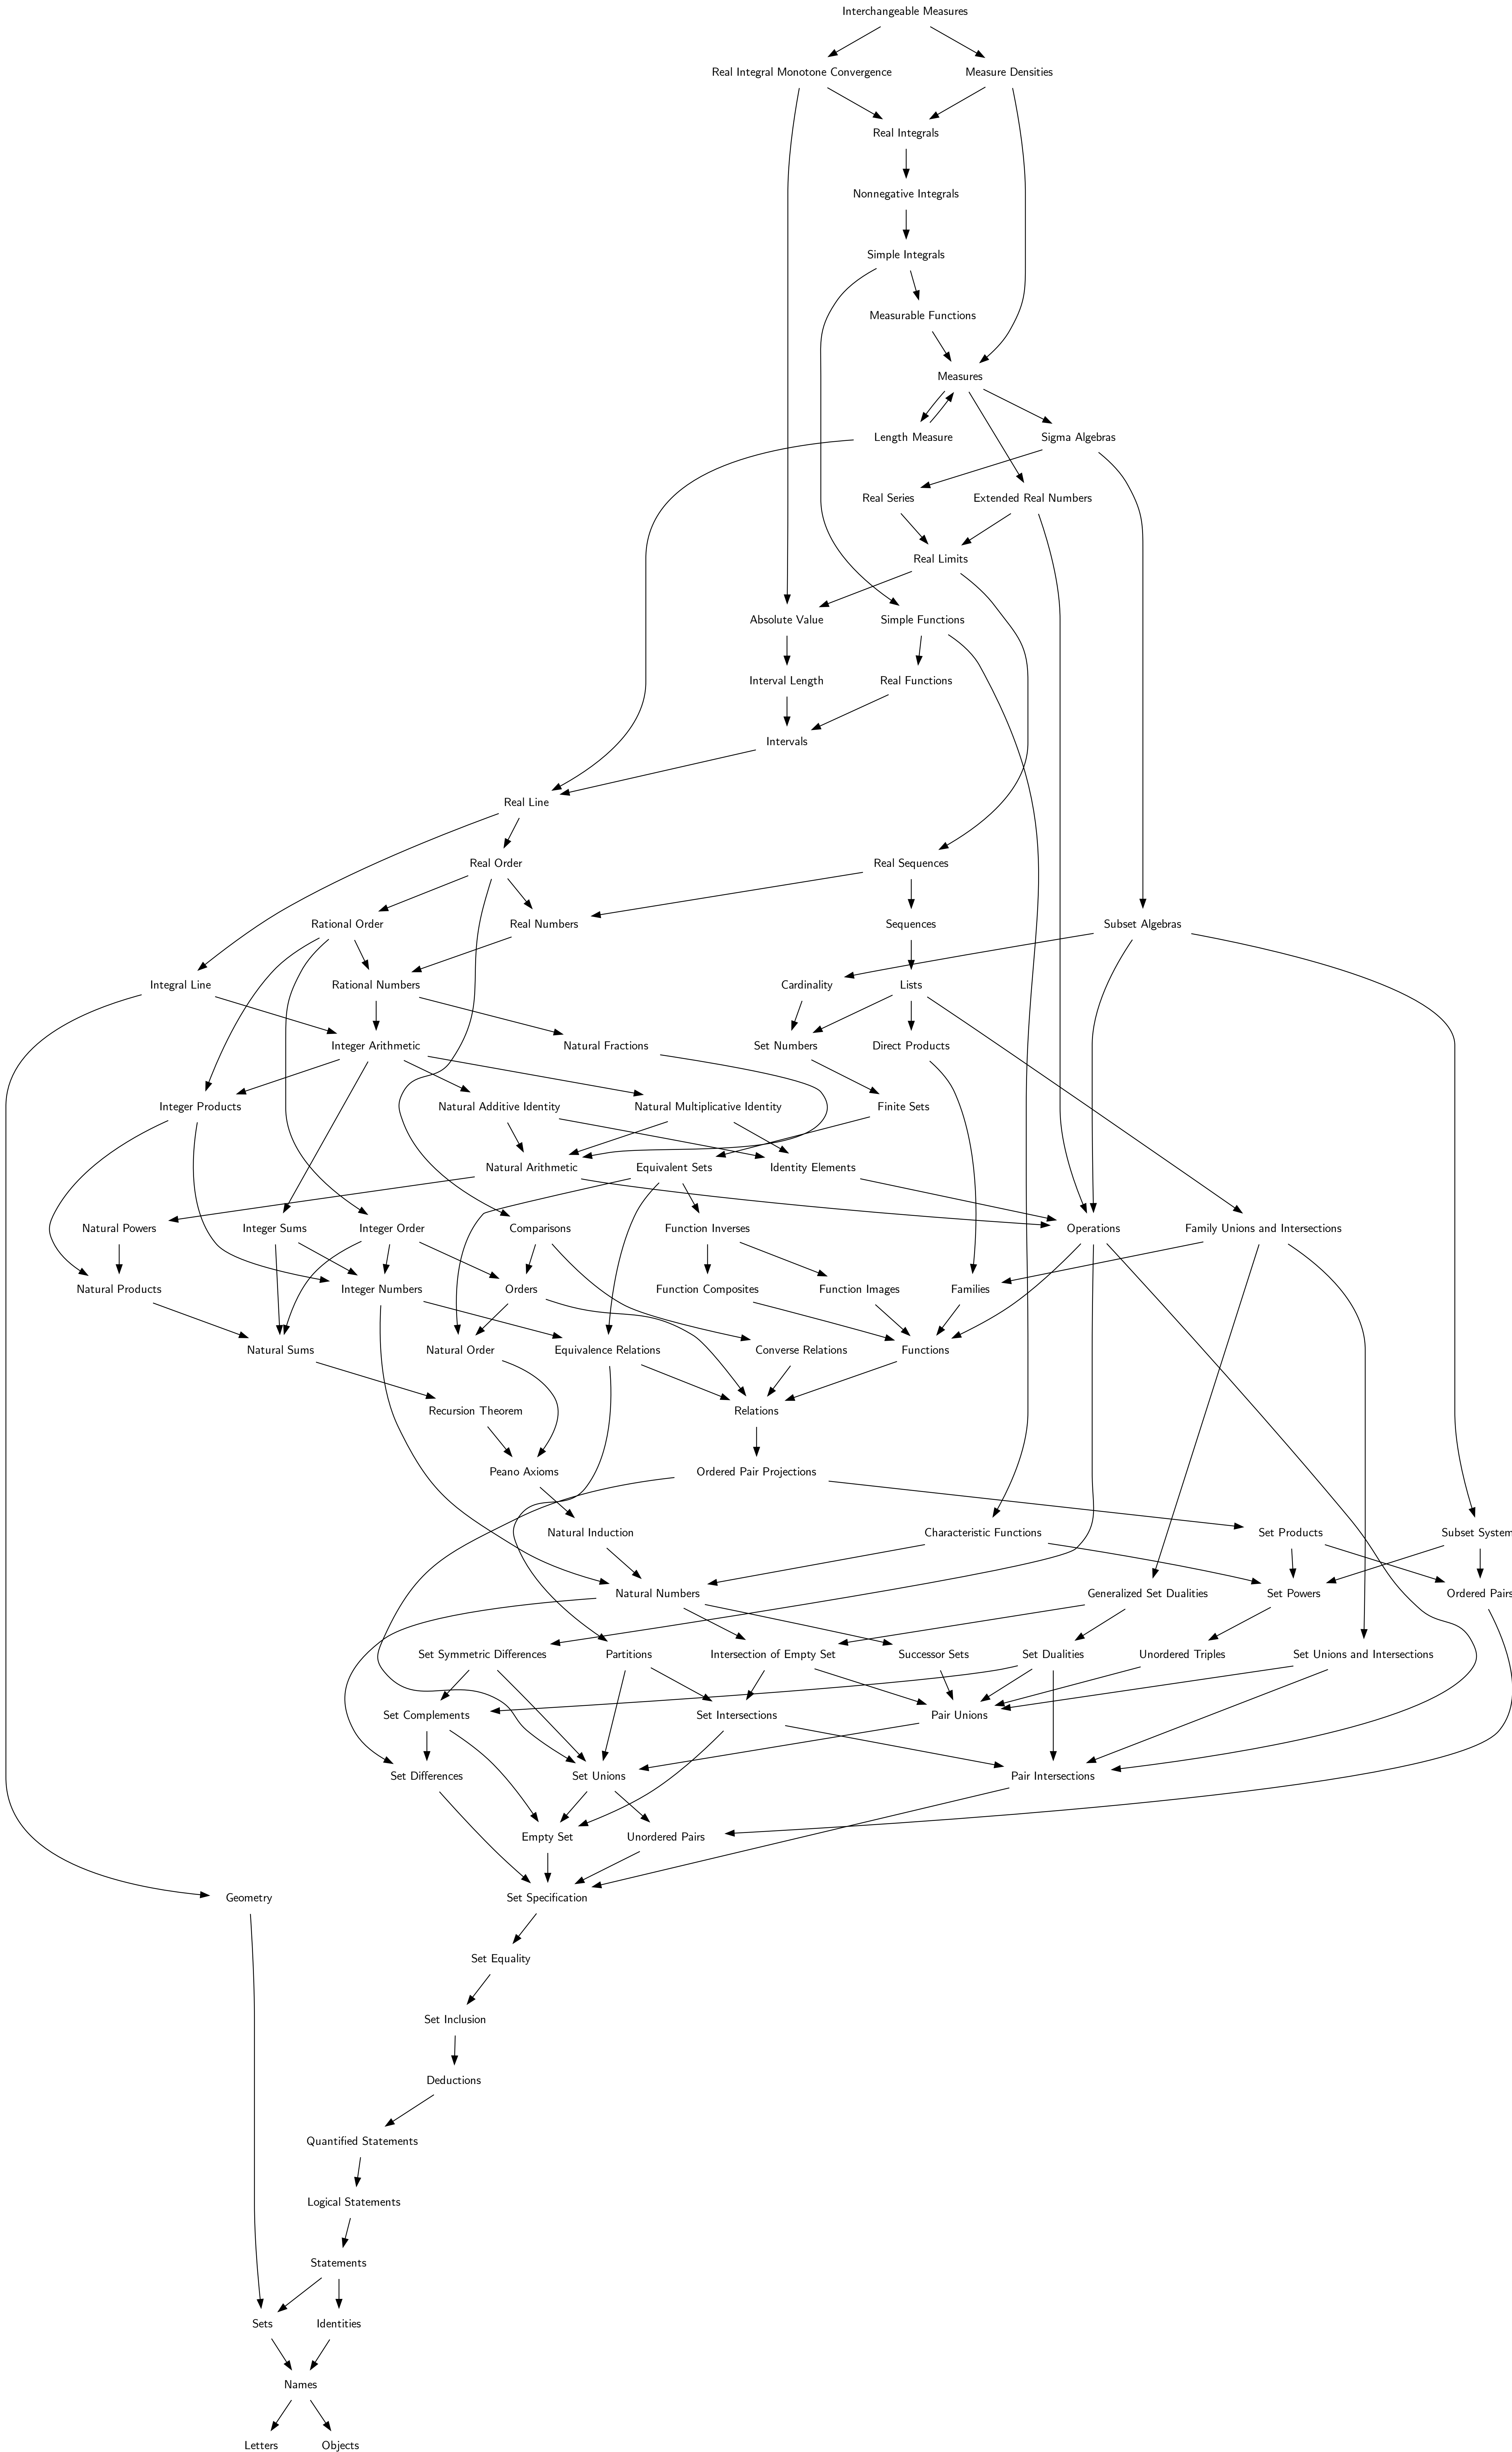 Interchangeable Measures
Real Integral Monotone Convergence
Measure Densities
Real Integrals
Nonnegative Integrals
Simple Integrals
Measurable Functions
Measures
Length Measure
Sigma Algebras
Real Series
Extended Real Numbers
Real Limits
Absolute Value
Simple Functions
Interval Length
Real Functions
Intervals
Real Line
Real Order
Real Sequences
Rational Order
Real Numbers
Sequences
Subset Algebras
Integral Line
Rational Numbers
Cardinality
Lists
Integer Arithmetic
Natural Fractions
Set Numbers
Direct Products
Integer Products
Natural Additive Identity
Natural Multiplicative Identity
Finite Sets
Natural Arithmetic
Equivalent Sets
Identity Elements
Natural Powers
Integer Sums
Integer Order
Comparisons
Function Inverses
Operations
Family Unions and Intersections
Natural Products
Integer Numbers
Orders
Function Composites
Function Images
Families
Natural Sums
Natural Order
Equivalence Relations
Converse Relations
Functions
Recursion Theorem
Relations
Peano Axioms
Ordered Pair Projections
Natural Induction
Characteristic Functions
Set Products
Subset System
Natural Numbers
Generalized Set Dualities
Set Powers
Ordered Pairs
Set Symmetric Differences
Partitions
Intersection of Empty Set
Successor Sets
Set Dualities
Unordered Triples
Set Unions and Intersections
Set Complements
Set Intersections
Pair Unions
Set Differences
Set Unions
Pair Intersections
Empty Set
Unordered Pairs
Geometry
Set Specification
Set Equality
Set Inclusion
Deductions
Quantified Statements
Logical Statements
Statements
Sets
Identities
Names
Letters
Objects